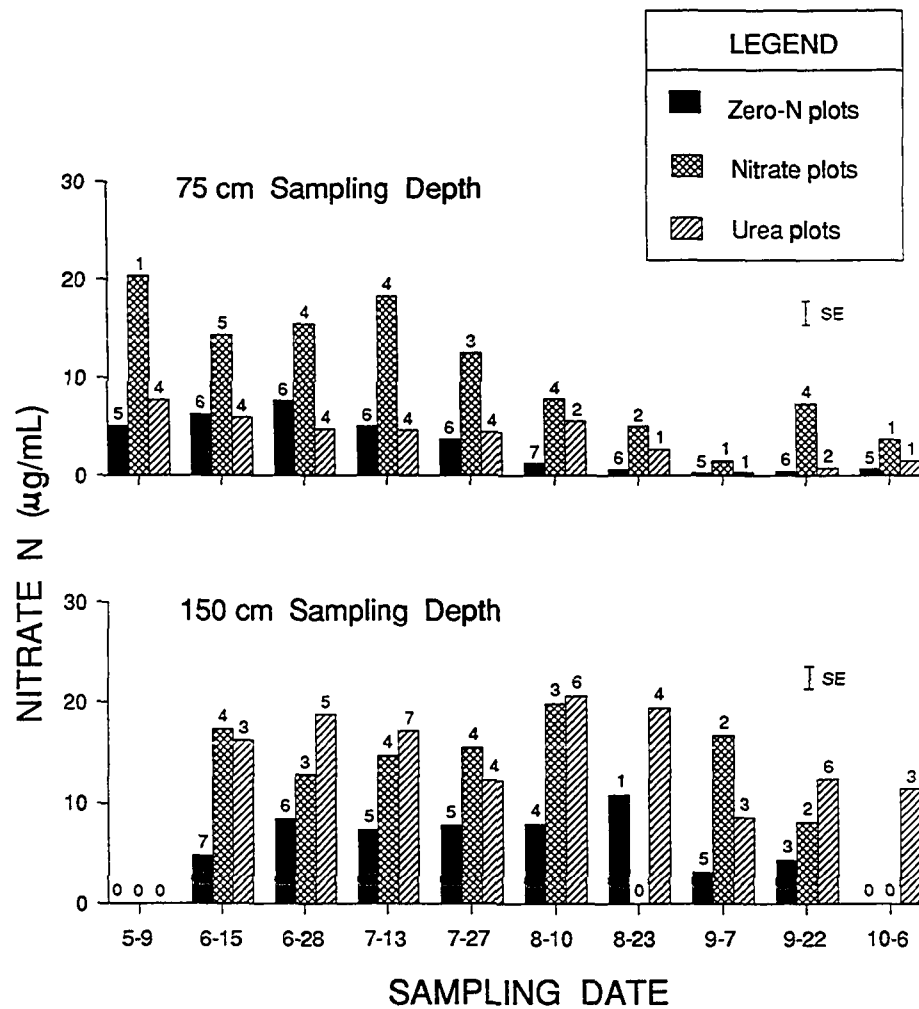 LEGEND
Zero-N plots
Nitrate plots
Urea plots
75 cm Sampling Depth
30
20
10
0
SE
5 1 4
6 5 4
6 4 4
6 4 4
6 3 4
7 4 2
6 2 1
5 1 1
6 4 2
5 1 1
NITRATE N (µg/mL)
150 cm Sampling Depth
30
20
10
0
SE
0 0 0
7 4 3
6 3 5
5 4 7
5 4 4
4 3 6
1 0 4
5 2 3
3 2 6
0 0 3
5-9 6-15 6-28 7-13 7-27 8-10 8-23 9-7 9-22 10-6
SAMPLING DATE